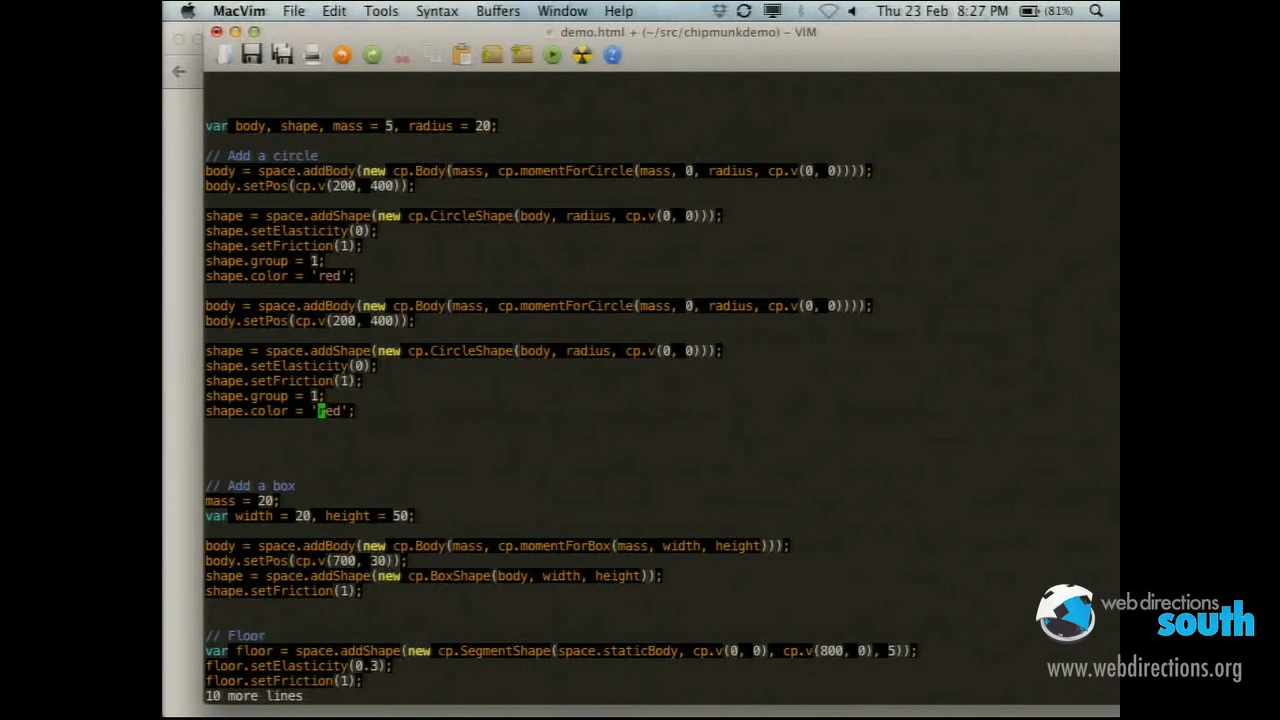 MacVim File Edit Tools Syntax Buffers Window Help Thu 23 Feb 8:27 PM (81%)
demo.html + (~/src/chipmunkdemo) – VIM
var body, shape, mass = 5, radius = 20;
// Add a circle
body = space.addBody(new cp.Body(mass, cp.momentForCircle(mass, 0, radius, cp.v(0, 0))));
body.setPos(cp.v(200, 400));
shape = space.addShape(new cp.CircleShape(body, radius, cp.v(0, 0)));
shape.setElasticity(0);
shape.setFriction(1);
shape.group = 1;
shape.color = 'red';
body = space.addBody(new cp.Body(mass, cp.momentForCircle(mass, 0, radius, cp.v(0, 0))));
body.setPos(cp.v(200, 400));
shape = space.addShape(new cp.CircleShape(body, radius, cp.v(0, 0)));
shape.setElasticity(0);
shape.setFriction(1);
shape.group = 1;
shape.color = 'red';
// Add a box
mass = 20;
var width = 20, height = 50;
body = space.addBody(new cp.Body(mass, cp.momentForBox(mass, width, height)));
body.setPos(cp.v(700, 30));
shape = space.addShape(new cp.BoxShape(body, width, height));
shape.setFriction(1);
// Floor
var floor = space.addShape(new cp.SegmentShape(space.staticBody, cp.v(0, 0), cp.v(800, 0), 5));
floor.setElasticity(0.3);
floor.setFriction(1);
10 more lines
web directions
south
www.webdirections.org